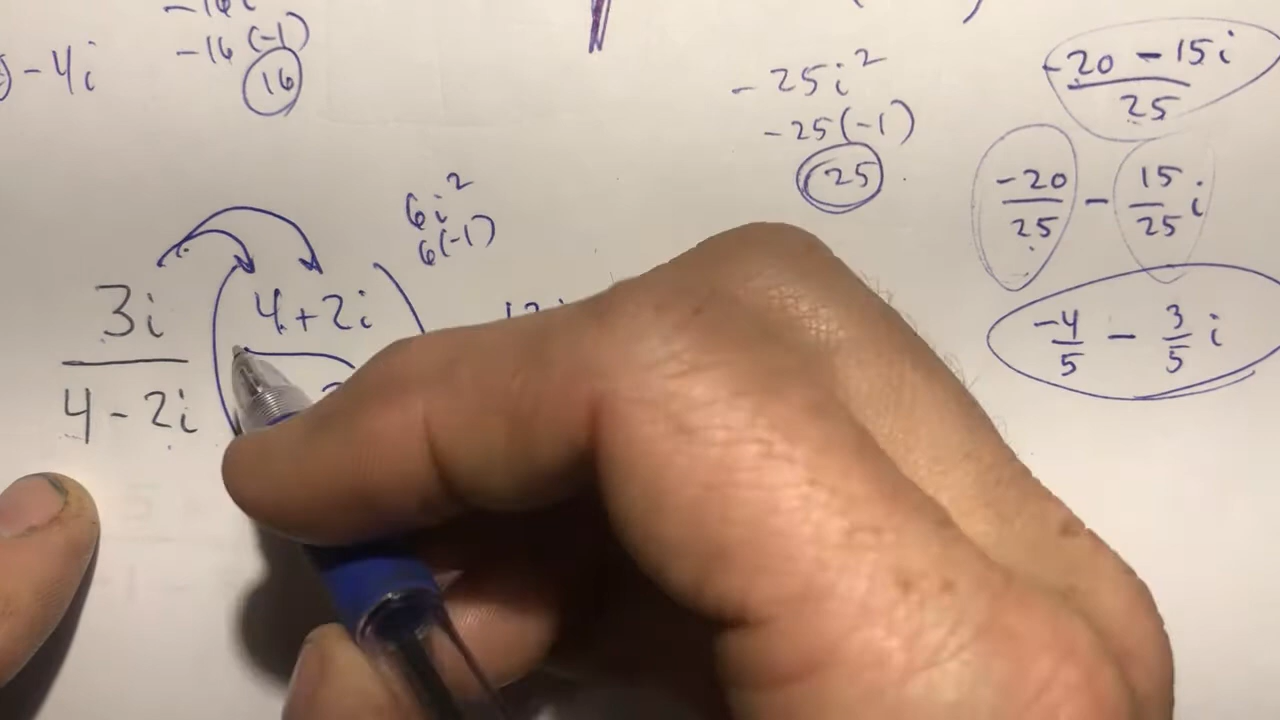 -4i
-16(-1)
16
-25i²
-25(-1)
25
-20 - 15i
25
-20/25 - 15/25 i
-4/5 - 3/5 i
6i²
6(-1)
3i
4 - 2i
4 + 2i